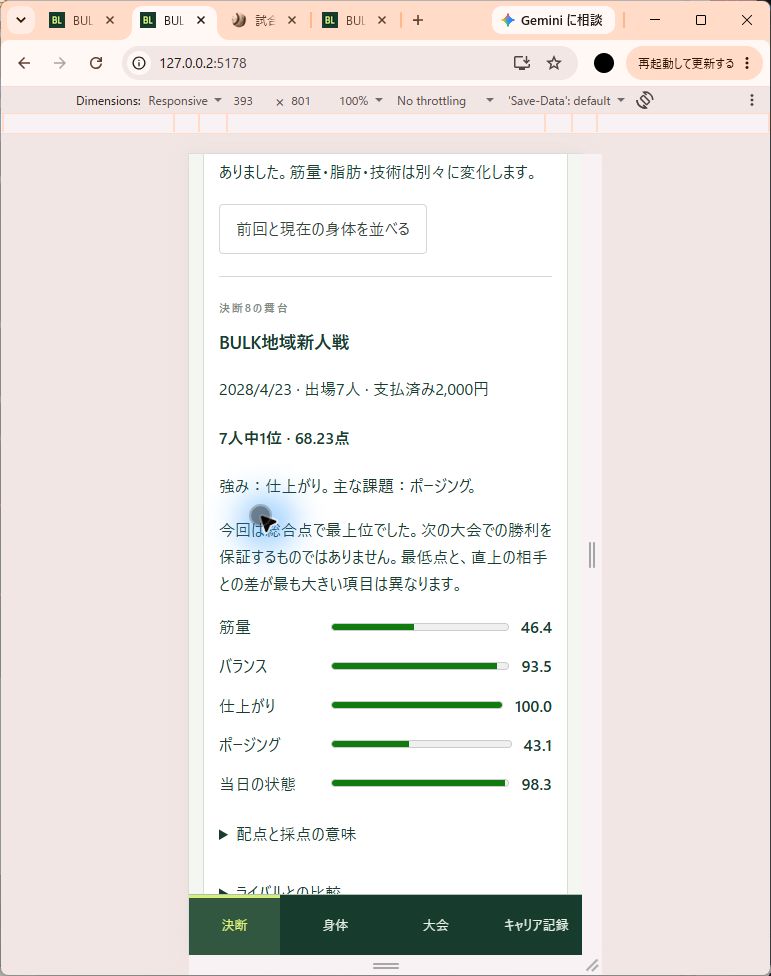 BL BUL
BL BUL
試合
BL BUL
Gemini に相談
127.0.0.2:5178
再起動して更新する
Dimensions: Responsive 393 × 801 100% No throttling 'Save-Data': default
ありました。筋量・脂肪・技術は別々に変化します。
前回と現在の身体を並べる
決断8の舞台
BULK地域新人戦
2028/4/23 · 出場7人 · 支払済み2,000円
7人中1位 · 68.23点
強み：仕上がり。主な課題：ポージング。
今回は総合点で最上位でした。次の大会での勝利を
保証するものではありません。最低点と、直上の相手
との差が最も大きい項目は異なります。
筋量 46.4
バランス 93.5
仕上がり 100.0
ポージング 43.1
当日の状態 98.3
▶ 配点と採点の意味
▶ ライバルとの比較
決断 身体 大会 キャリア記録